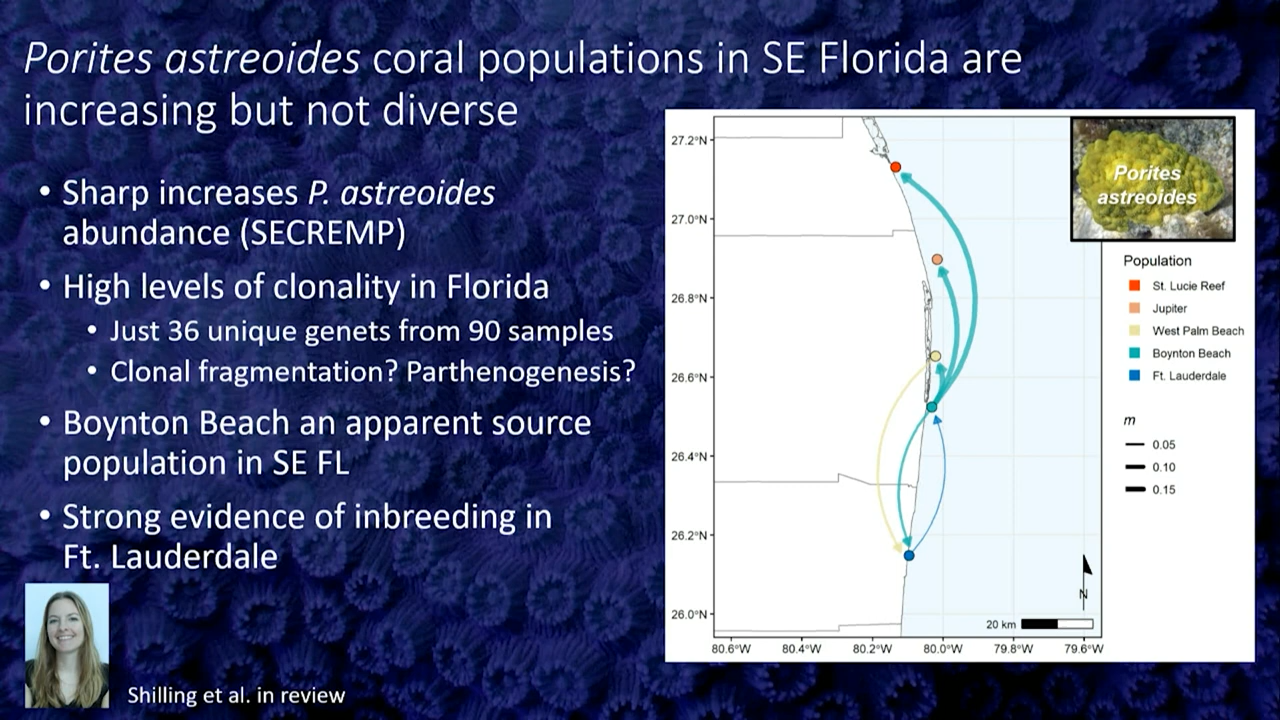 Porites astreoides coral populations in SE Florida are
increasing but not diverse
• Sharp increases P. astreoides
abundance (SECREMP)
• High levels of clonality in Florida
• Just 36 unique genets from 90 samples
• Clonal fragmentation? Parthenogenesis?
• Boynton Beach an apparent source
population in SE FL
• Strong evidence of inbreeding in
Ft. Lauderdale
Shilling et al. in review
27.2°N
27.0°N
26.8°N
26.6°N
26.4°N
26.2°N
26.0°N
80.6°W
80.4°W
80.2°W
80.0°W
79.8°W
79.6°W
N
20 km
Porites
astreoides
Population
St. Lucie Reef
Jupiter
West Palm Beach
Boynton Beach
Ft. Lauderdale
m
0.05
0.10
0.15